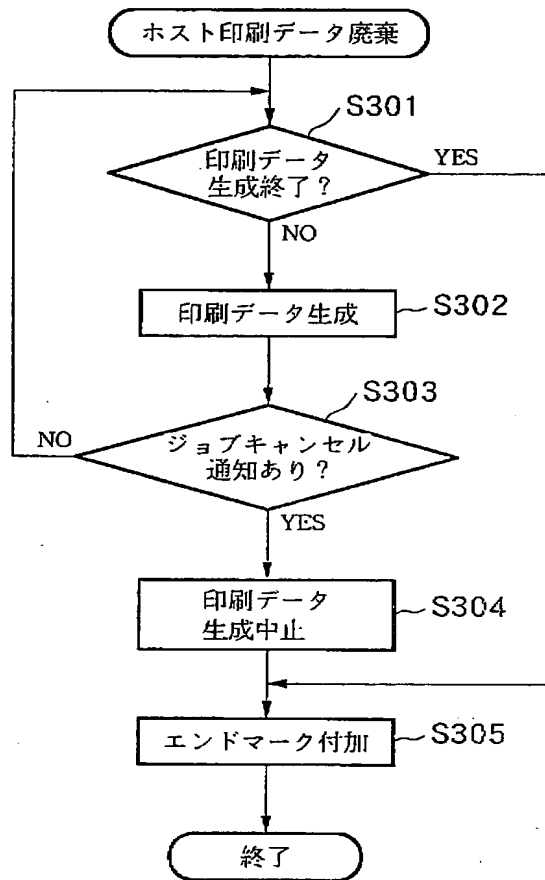 ホスト印刷データ廃棄
S301
印刷データ
生成終了？
YES
NO
印刷データ生成
S302
S303
NO
ジョブキャンセル
通知あり？
YES
印刷データ
生成中止
S304
エンドマーク付加
S305
終了